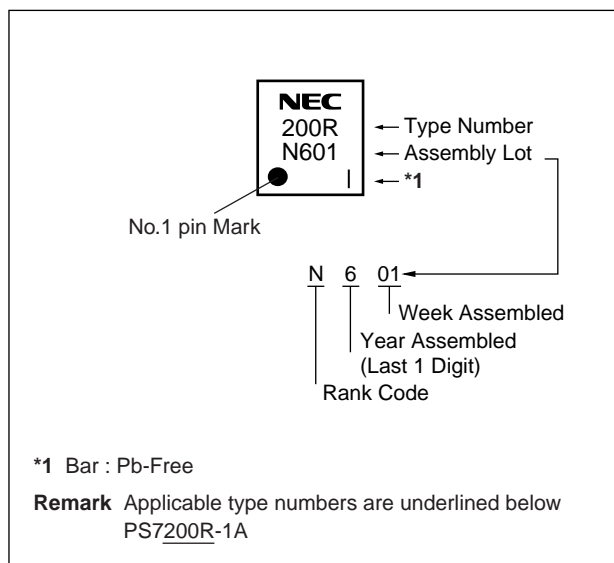 NEC
200R ← Type Number
N601 ← Assembly Lot
| ← *1
No.1 pin Mark
N 6 01
Week Assembled
Year Assembled
(Last 1 Digit)
Rank Code
*1 Bar : Pb-Free
Remark Applicable type numbers are underlined below
PS7200R-1A